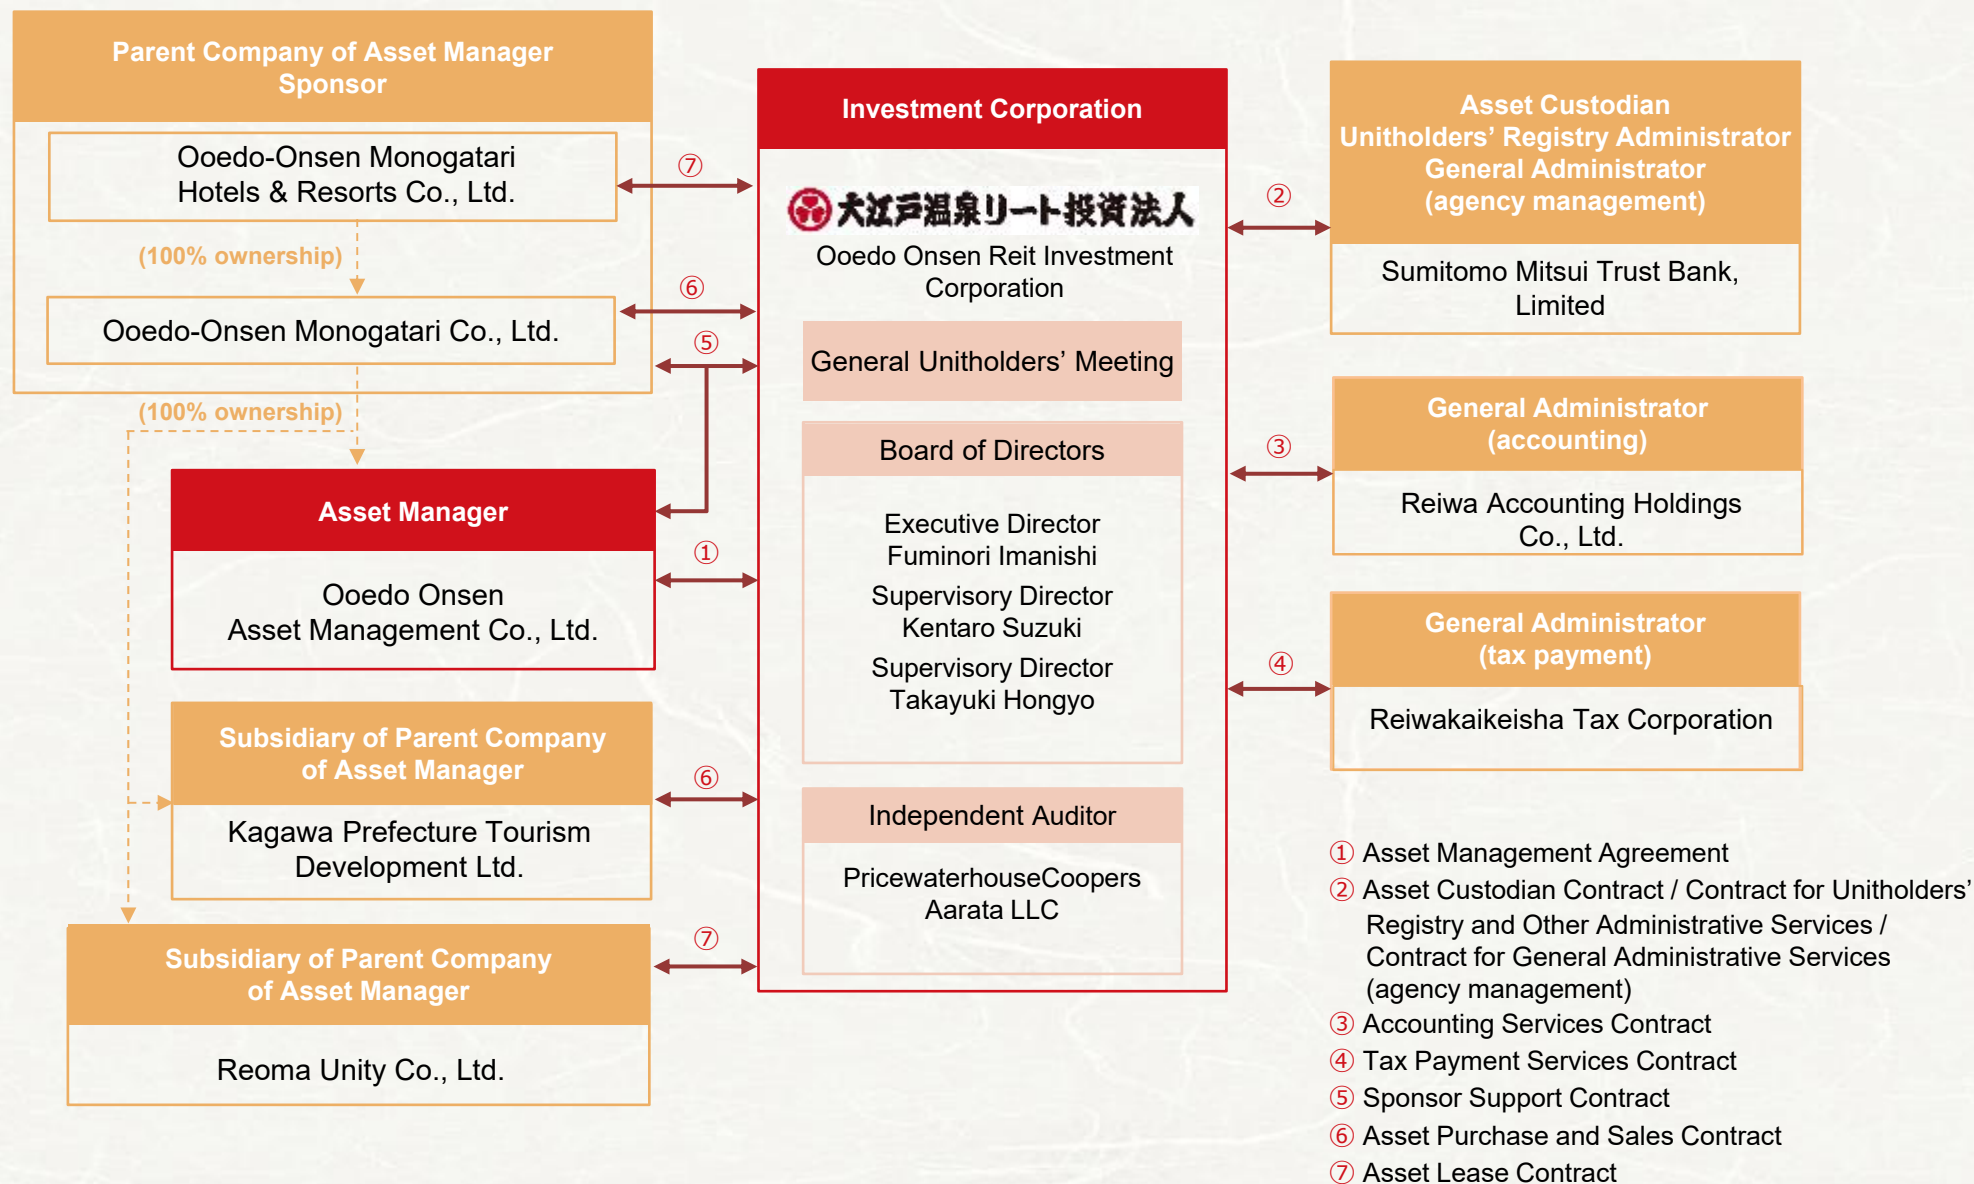 Parent Company of Asset Manager
Sponsor
Ooedo-Onsen Monogatari
Hotels & Resorts Co., Ltd.
(100% ownership)
Ooedo-Onsen Monogatari Co., Ltd.
(100% ownership)
Asset Manager
Ooedo Onsen
Asset Management Co., Ltd.
Subsidiary of Parent Company
of Asset Manager
Kagawa Prefecture Tourism
Development Ltd.
Subsidiary of Parent Company
of Asset Manager
Reoma Unity Co., Ltd.
⑦
⑥
⑤
①
⑥
⑦
Investment Corporation
大江戸温泉リート投資法人
Ooedo Onsen Reit Investment
Corporation
General Unitholders’ Meeting
Board of Directors
Executive Director
Fuminori Imanishi
Supervisory Director
Kentaro Suzuki
Supervisory Director
Takayuki Hongyo
Independent Auditor
PricewaterhouseCoopers
Aarata LLC
②
③
④
Asset Custodian
Unitholders’ Registry Administrator
General Administrator
(agency management)
Sumitomo Mitsui Trust Bank,
Limited
General Administrator
(accounting)
Reiwa Accounting Holdings
Co., Ltd.
General Administrator
(tax payment)
Reiwakaikeisha Tax Corporation
① Asset Management Agreement
② Asset Custodian Contract / Contract for Unitholders’
Registry and Other Administrative Services /
Contract for General Administrative Services
(agency management)
③ Accounting Services Contract
④ Tax Payment Services Contract
⑤ Sponsor Support Contract
⑥ Asset Purchase and Sales Contract
⑦ Asset Lease Contract